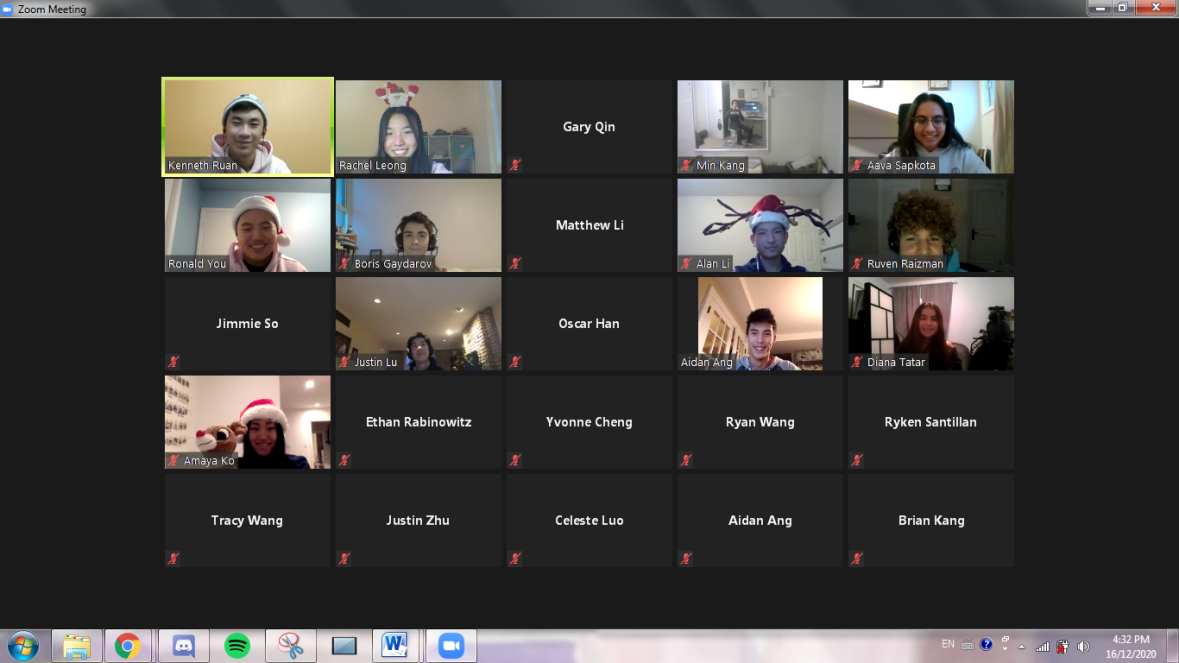 Zoom Meeting
Kenneth Ruan
Rachel Leong
Gary Qin
Min Kang
Aava Sapkota
Ronald You
Boris Gaydarov
Matthew Li
Alan Li
Ruven Raizman
Jimmie So
Justin Lu
Oscar Han
Aidan Ang
Diana Tatar
Amaya Ko
Ethan Rabinowitz
Yvonne Cheng
Ryan Wang
Ryken Santillan
Tracy Wang
Justin Zhu
Celeste Luo
Aidan Ang
Brian Kang
W
EN
4:32 PM
16/12/2020